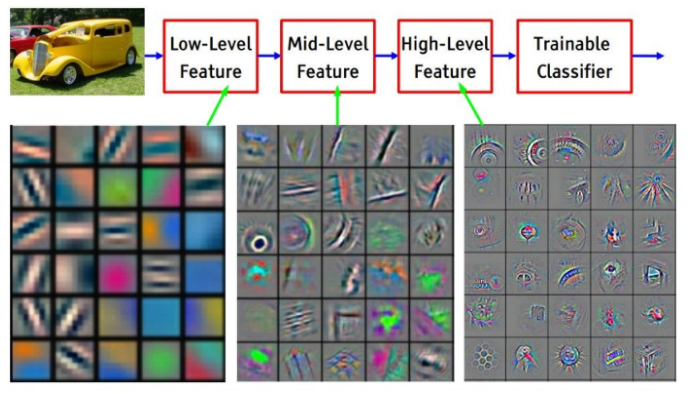 Low-Level
Feature
Mid-Level
Feature
High-Level
Feature
Trainable
Classifier